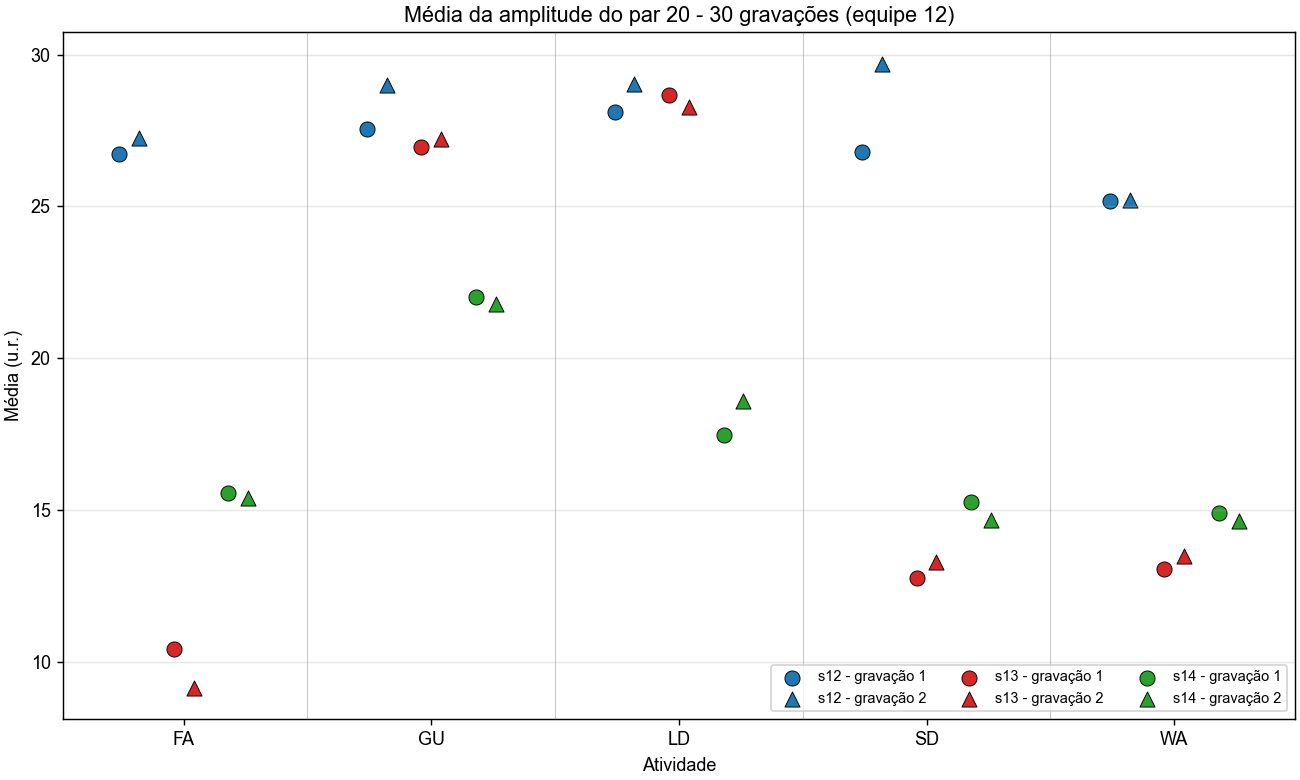 Média da amplitude do par 20 - 30 gravações (equipe 12)
Média (u.r.)
30
25
20
15
10
FA
GU
LD
SD
WA
Atividade
s12 - gravação 1
s12 - gravação 2
s13 - gravação 1
s13 - gravação 2
s14 - gravação 1
s14 - gravação 2